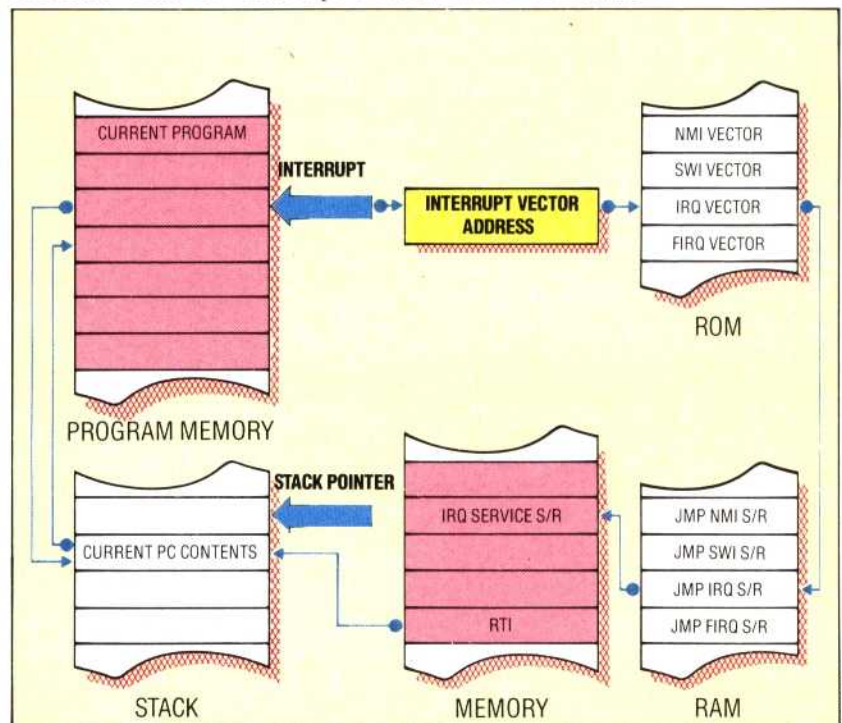 CURRENT PROGRAM
INTERRUPT
INTERRUPT VECTOR
ADDRESS
NMI VECTOR
SWI VECTOR
IRQ VECTOR
FIRQ VECTOR
ROM
PROGRAM MEMORY
STACK POINTER
CURRENT PC CONTENTS
STACK
IRQ SERVICE S/R
RTI
MEMORY
JMP NMI S/R
JMP SWI S/R
JMP IRQ S/R
JMP FIRQ S/R
RAM